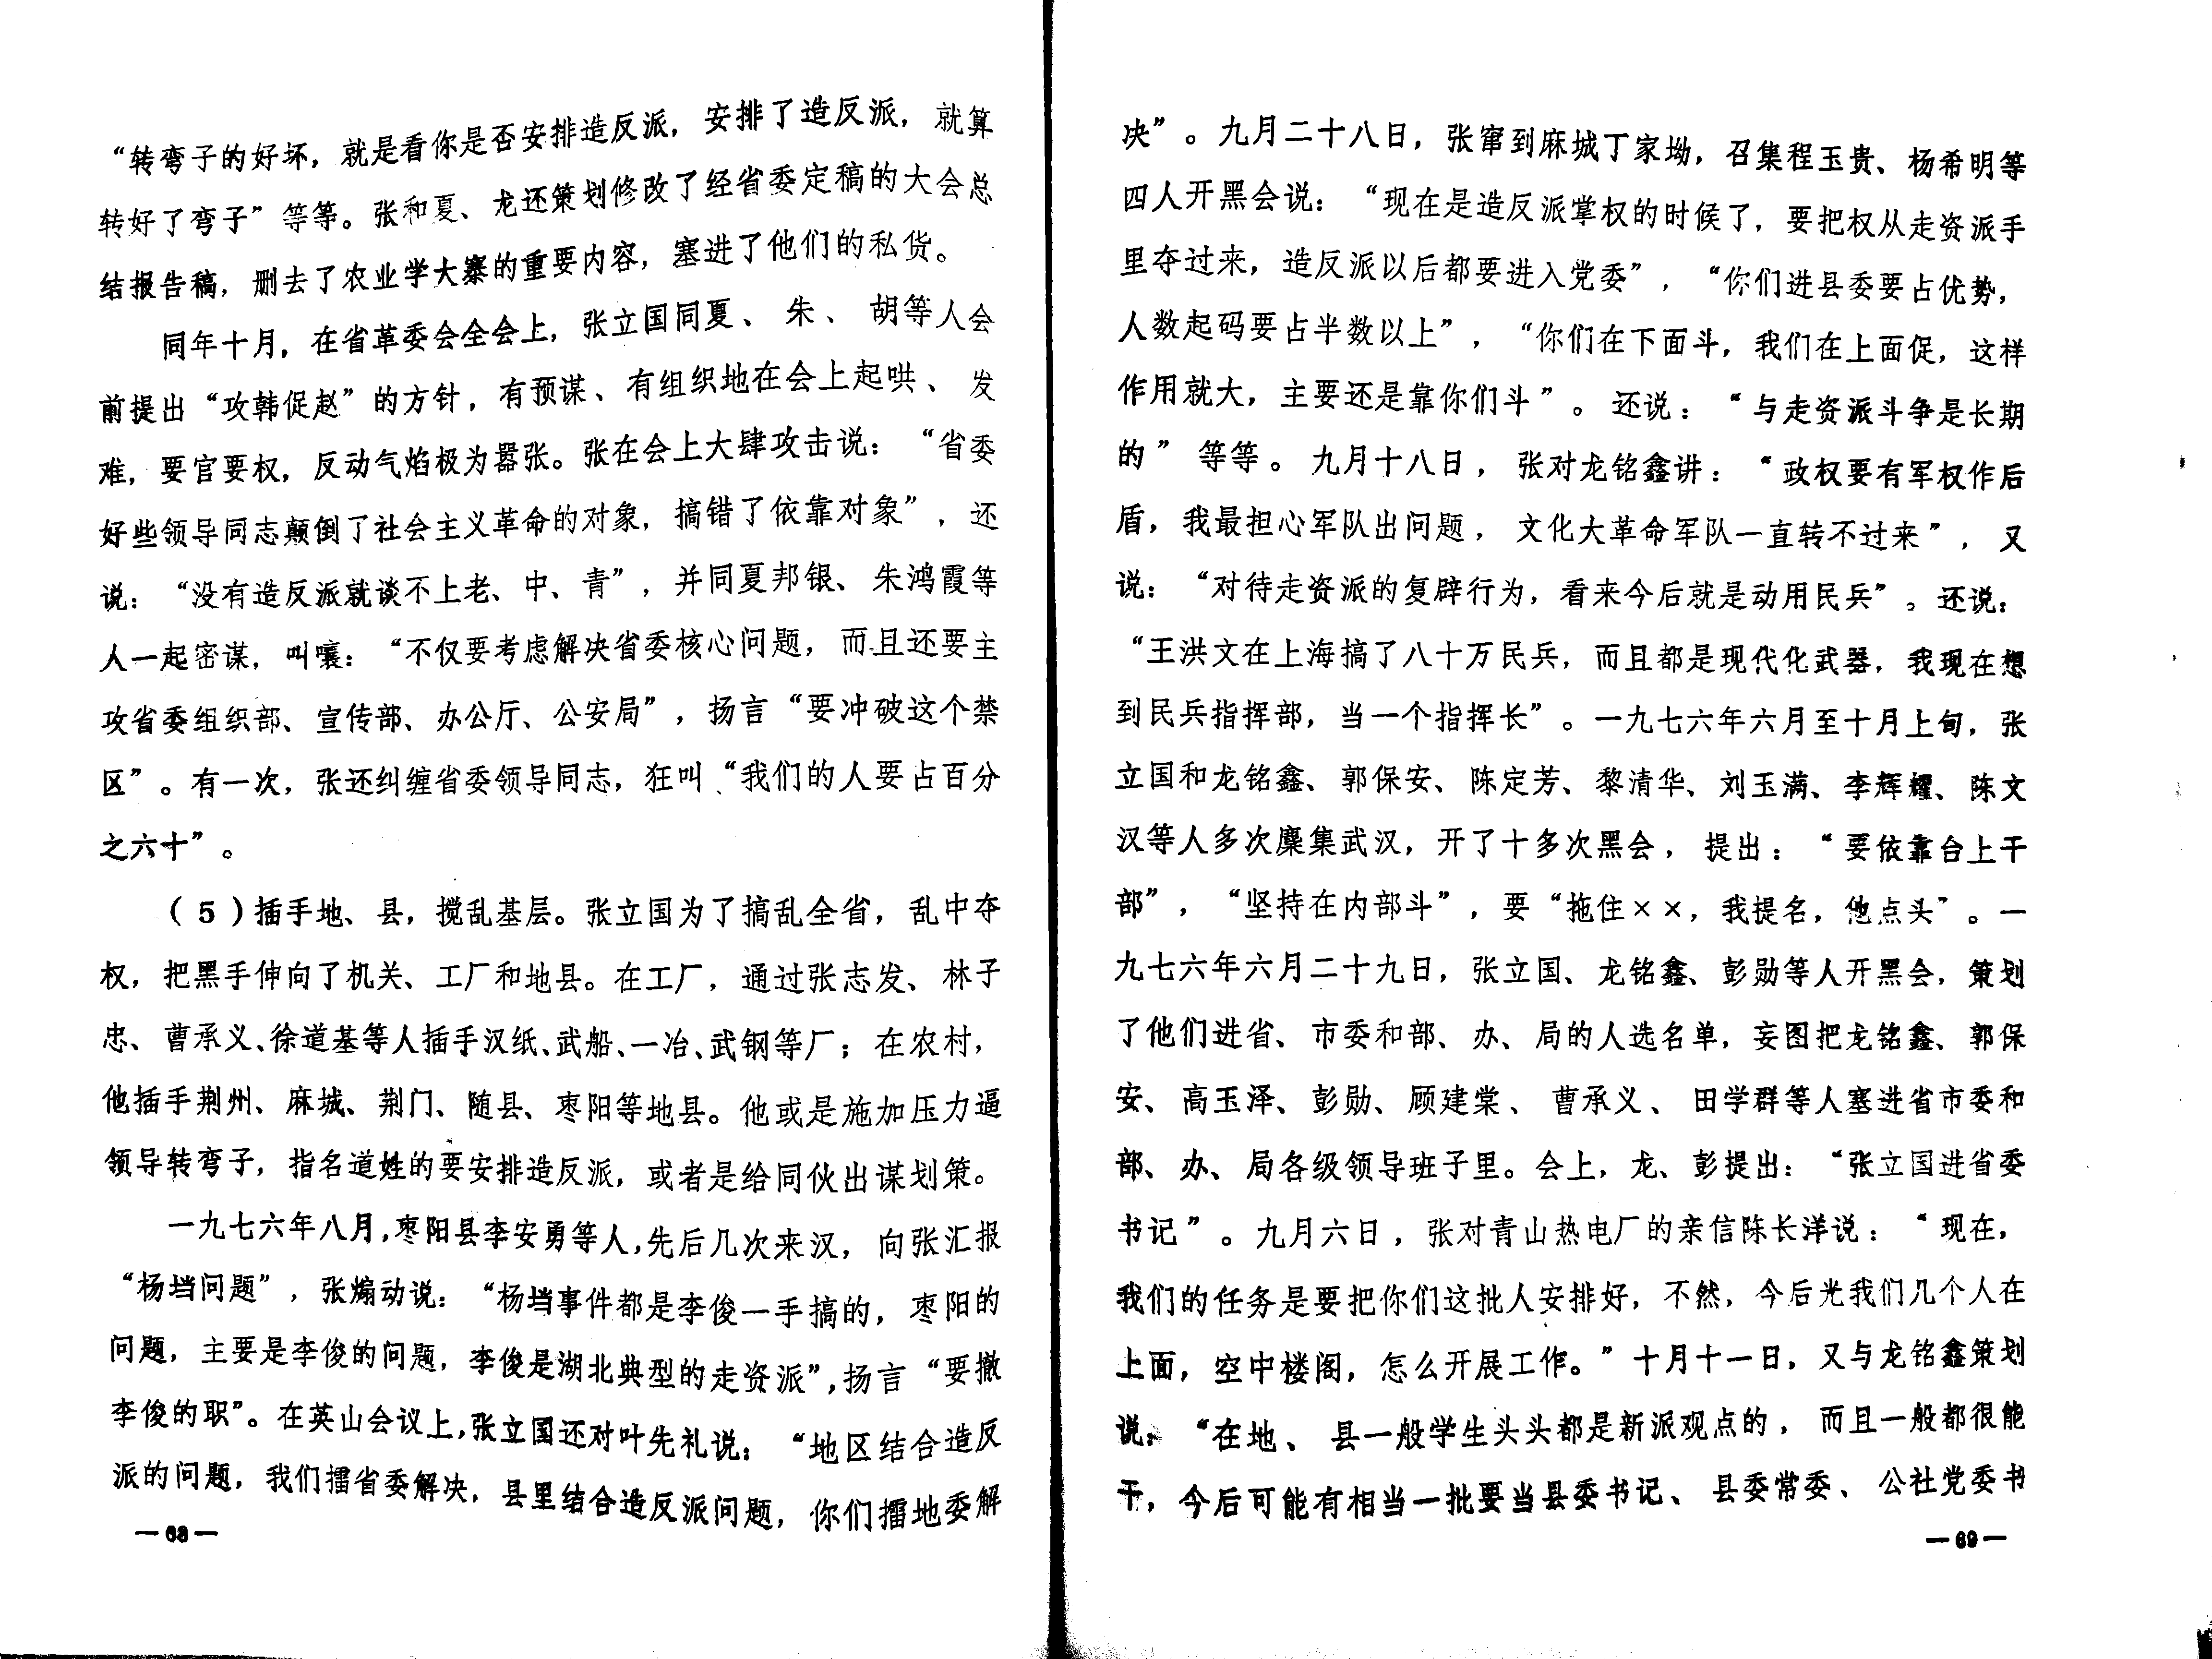 “转弯子的好坏，就是看你是否安排造反派，安排了造反派，就算
转好了弯子”等等。张和夏、龙还策划修改了经省委定稿的大会总
结报告稿，删去了农业学大寨的重要内容，塞进了他们的私货。
同年十月，在省革委会全会上，张立国同夏、朱、胡等人会
前提出“攻韩促赵”的方针，有预谋、有组织地在会上起哄、发
难，要官要权，反动气焰极为嚣张。张在会上大肆攻击说：“省委
好些领导同志颠倒了社会主义革命的对象，搞错了依靠对象”，还
说：“没有造反派就谈不上老、中、青”，并同夏邦银、朱鸿霞等
人一起密谋，叫嚷：“不仅要考虑解决省委核心问题，而且还要主
攻省委组织部、宣传部、办公厅、公安局”，扬言“要冲破这个禁
区”。有一次，张还纠缠省委领导同志，狂叫“我们的人要占百分
之六十”。
（5）插手地、县，搅乱基层。张立国为了搞乱全省，乱中夺
权，把黑手伸向了机关、工厂和地县。在工厂，通过张志发、林子
忠、曹承义、徐道基等人插手汉纸、武船、一冶、武钢等厂；在农村，
他插手荆州、麻城、荆门、随县、枣阳等地县。他或是施加压力逼
领导转弯子，指名道姓的要安排造反派，或者是给同伙出谋划策。
一九七六年八月，枣阳县李安勇等人，先后几次来汉，向张汇报
“杨垱问题”，张煽动说：“杨垱事件都是李俊一手搞的，枣阳的
问题，主要是李俊的问题，李俊是湖北典型的走资派”，扬言“要撤
李俊的职”。在英山会议上，张立国还对叶先礼说：“地区结合造反
派的问题，我们擂省委解决，县里结合造反派问题，你们擂地委解
—68—
决”。九月二十八日，张窜到麻城丁家坳，召集程玉贵、杨希明等
四人开黑会说：“现在是造反派掌权的时候了，要把权从走资派手
里夺过来，造反派以后都要进入党委”，“你们进县委要占优势，
人数起码要占半数以上”，“你们在下面斗，我们在上面促，这样
作用就大，主要还是靠你们斗”。还说：“与走资派斗争是长期
的”等等。九月十八日，张对龙铭鑫讲：“政权要有军权作后
盾，我最担心军队出问题，文化大革命军队一直转不过来”，又
说：“对待走资派的复辟行为，看来今后就是动用民兵”。还说：
“王洪文在上海搞了八十万民兵，而且都是现代化武器，我现在想
到民兵指挥部，当一个指挥长”。一九七六年六月至十月上旬，张
立国和龙铭鑫、郭保安、陈定芳、黎清华、刘玉满、李辉耀、陈文
汉等人多次麇集武汉，开了十多次黑会，提出：“要依靠台上干
部”，“坚持在内部斗”，要“拖住××，我提名，他点头”。一
九七六年六月二十九日，张立国、龙铭鑫、彭勋等人开黑会，策划
了他们进省、市委和部、办、局的人选名单，妄图把龙铭鑫、郭保
安、高玉泽、彭勋、顾建棠、曹承义、田学群等人塞进省市委和
部、办、局各级领导班子里。会上，龙、彭提出：“张立国进省委
书记”。九月六日，张对青山热电厂的亲信陈长洋说：“现在，
我们的任务是要把你们这批人安排好，不然，今后光我们几个人在
上面，空中楼阁，怎么开展工作。”十月十一日，又与龙铭鑫策划
说：“在地、县一般学生头头都是新派观点的，而且一般都很能
干，今后可能有相当一批要当县委书记、县委常委、公社党委书
—69—